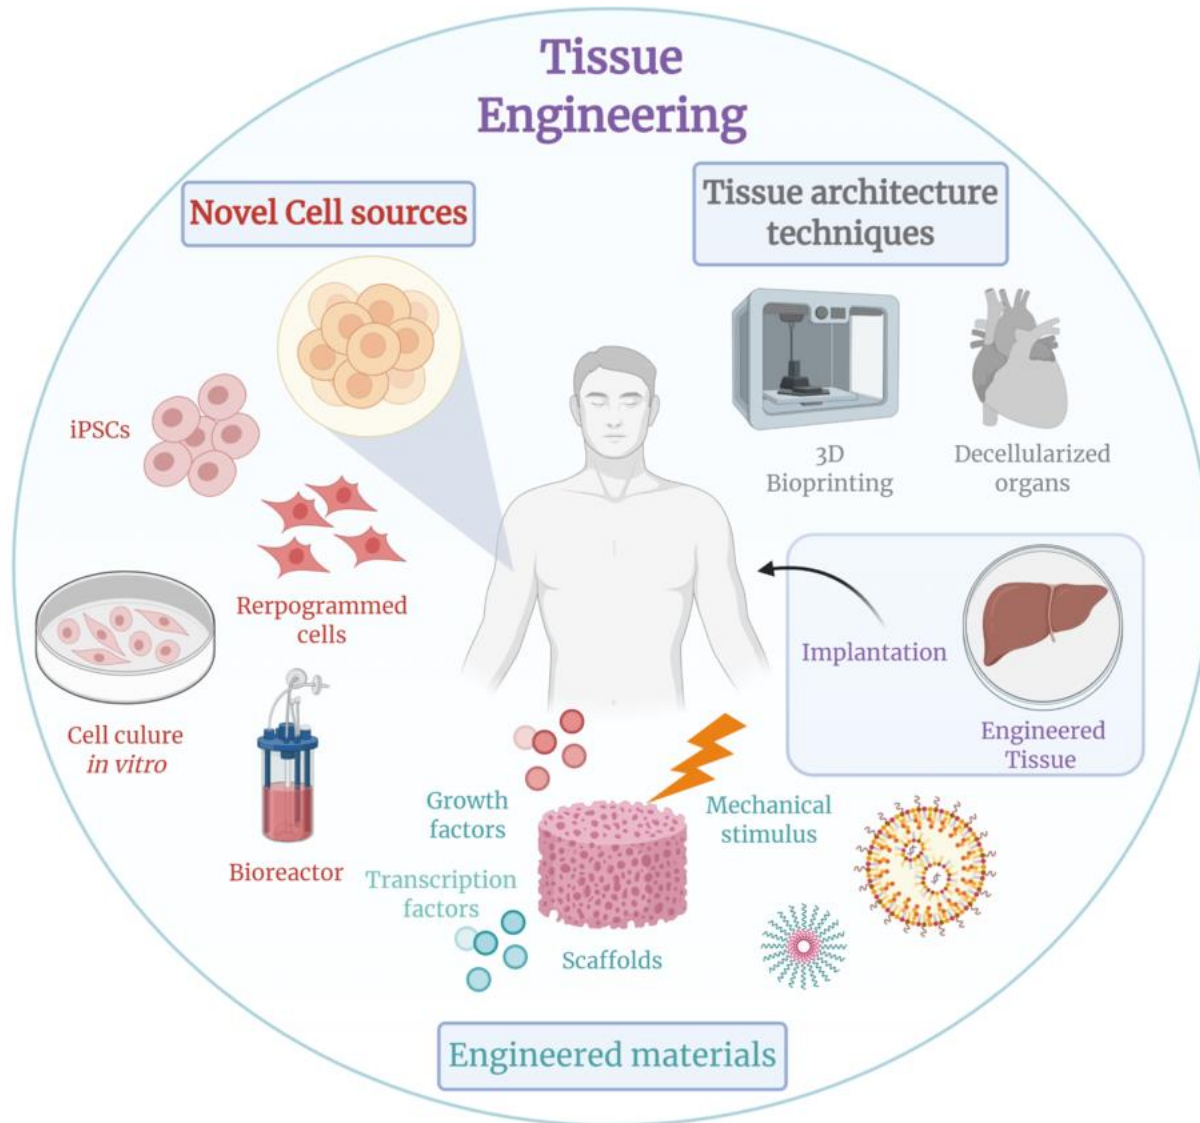 Tissue
Engineering
Novel Cell sources
Tissue architecture
techniques
iPSCs
3D
Bioprinting
Decellularized
organs
Rerpogrammed
cells
Implantation
Cell culure
in vitro
Engineered
Tissue
Growth
factors
Mechanical
stimulus
Bioreactor
Transcription
factors
Scaffolds
Engineered materials